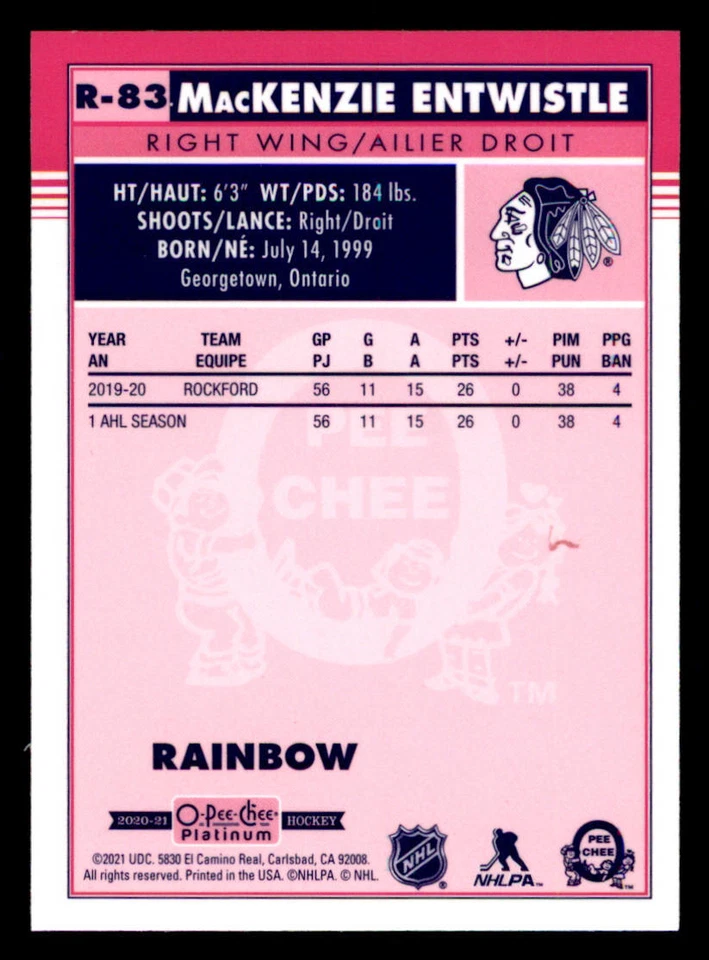 R-83 MacKENZIE ENTWISTLE
RIGHT WING/AILIER DROIT
HT/HAUT: 6'3" WT/PDS: 184 lbs.
SHOOTS/LANCE: Right/Droit
BORN/NÉ: July 14, 1999
Georgetown, Ontario
®
YEAR TEAM GP G A PTS +/- PIM PPG
AN EQUIPE PJ B A PTS +/- PUN BAN
2019-20 ROCKFORD 56 11 15 26 0 38 4
1 AHL SEASON 56 11 15 26 0 38 4
PEE
CHEE
TM
RAINBOW
2020-21 O-Pee-Chee® HOCKEY
Platinum
©2021 UDC. 5830 El Camino Real, Carlsbad, CA 92008.
All rights reserved. Printed in the USA. ©NHLPA. © NHL.
NHL ®
NHLPA™
PEE
CHEE
TM